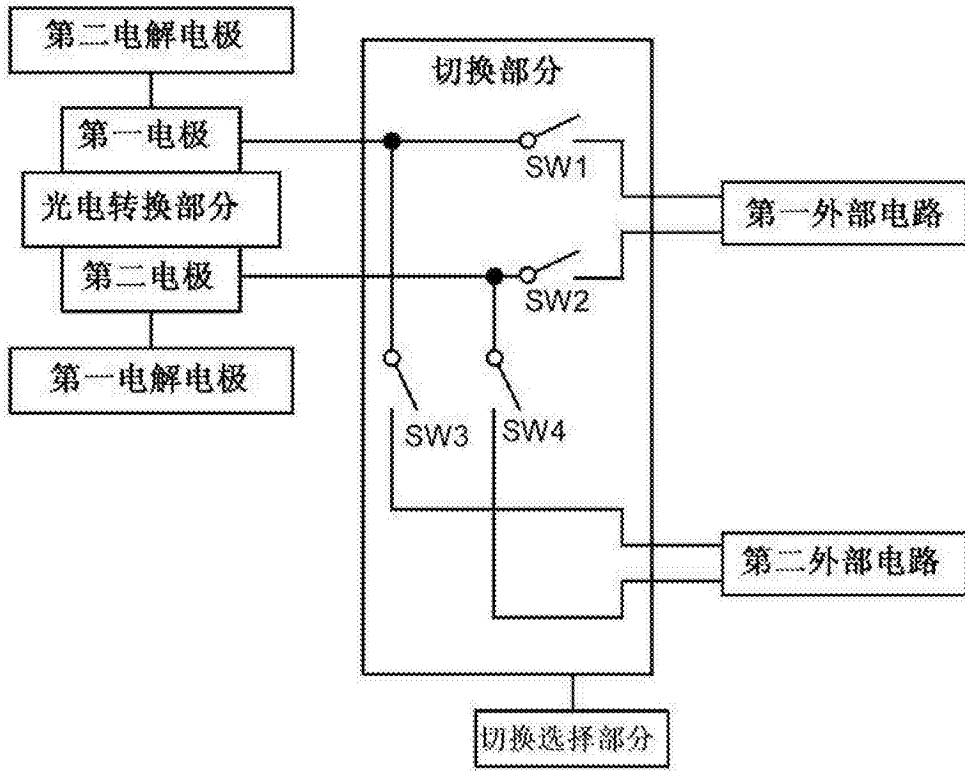 第二电解电极
切换部分
第一电极
SW1
光电转换部分
第一外部电路
第二电极
SW2
第一电解电极
SW3
SW4
第二外部电路
切换选择部分